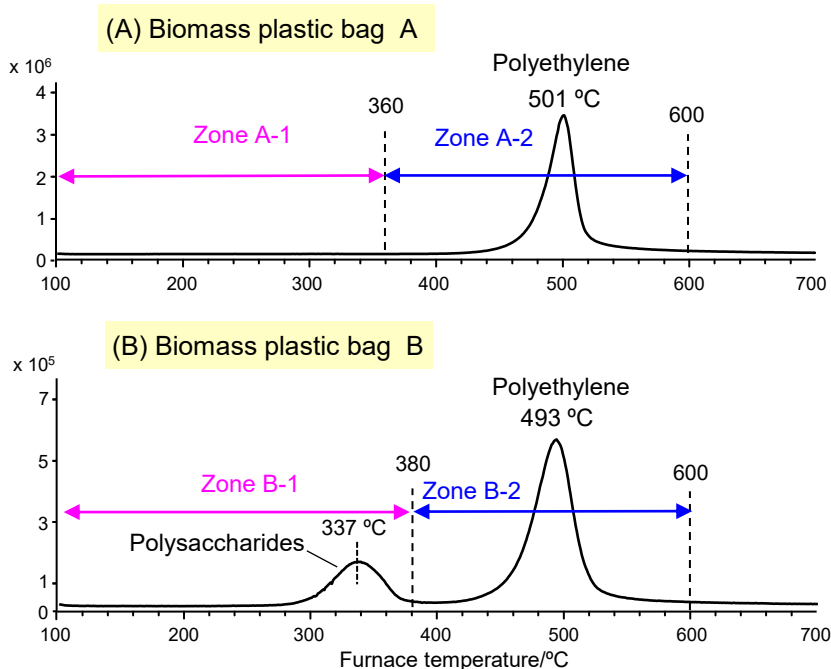 (A) Biomass plastic bag A
x 10⁶
Polyethylene
501 ºC
360
600
Zone A-1
Zone A-2
4
3
2
1
0
100 200 300 400 500 600 700
(B) Biomass plastic bag B
x 10⁵
Polyethylene
493 ºC
380
600
Zone B-1
Zone B-2
337 ºC
Polysaccharides
7
5
3
1
0
100 200 300 400 500 600 700
Furnace temperature/ºC